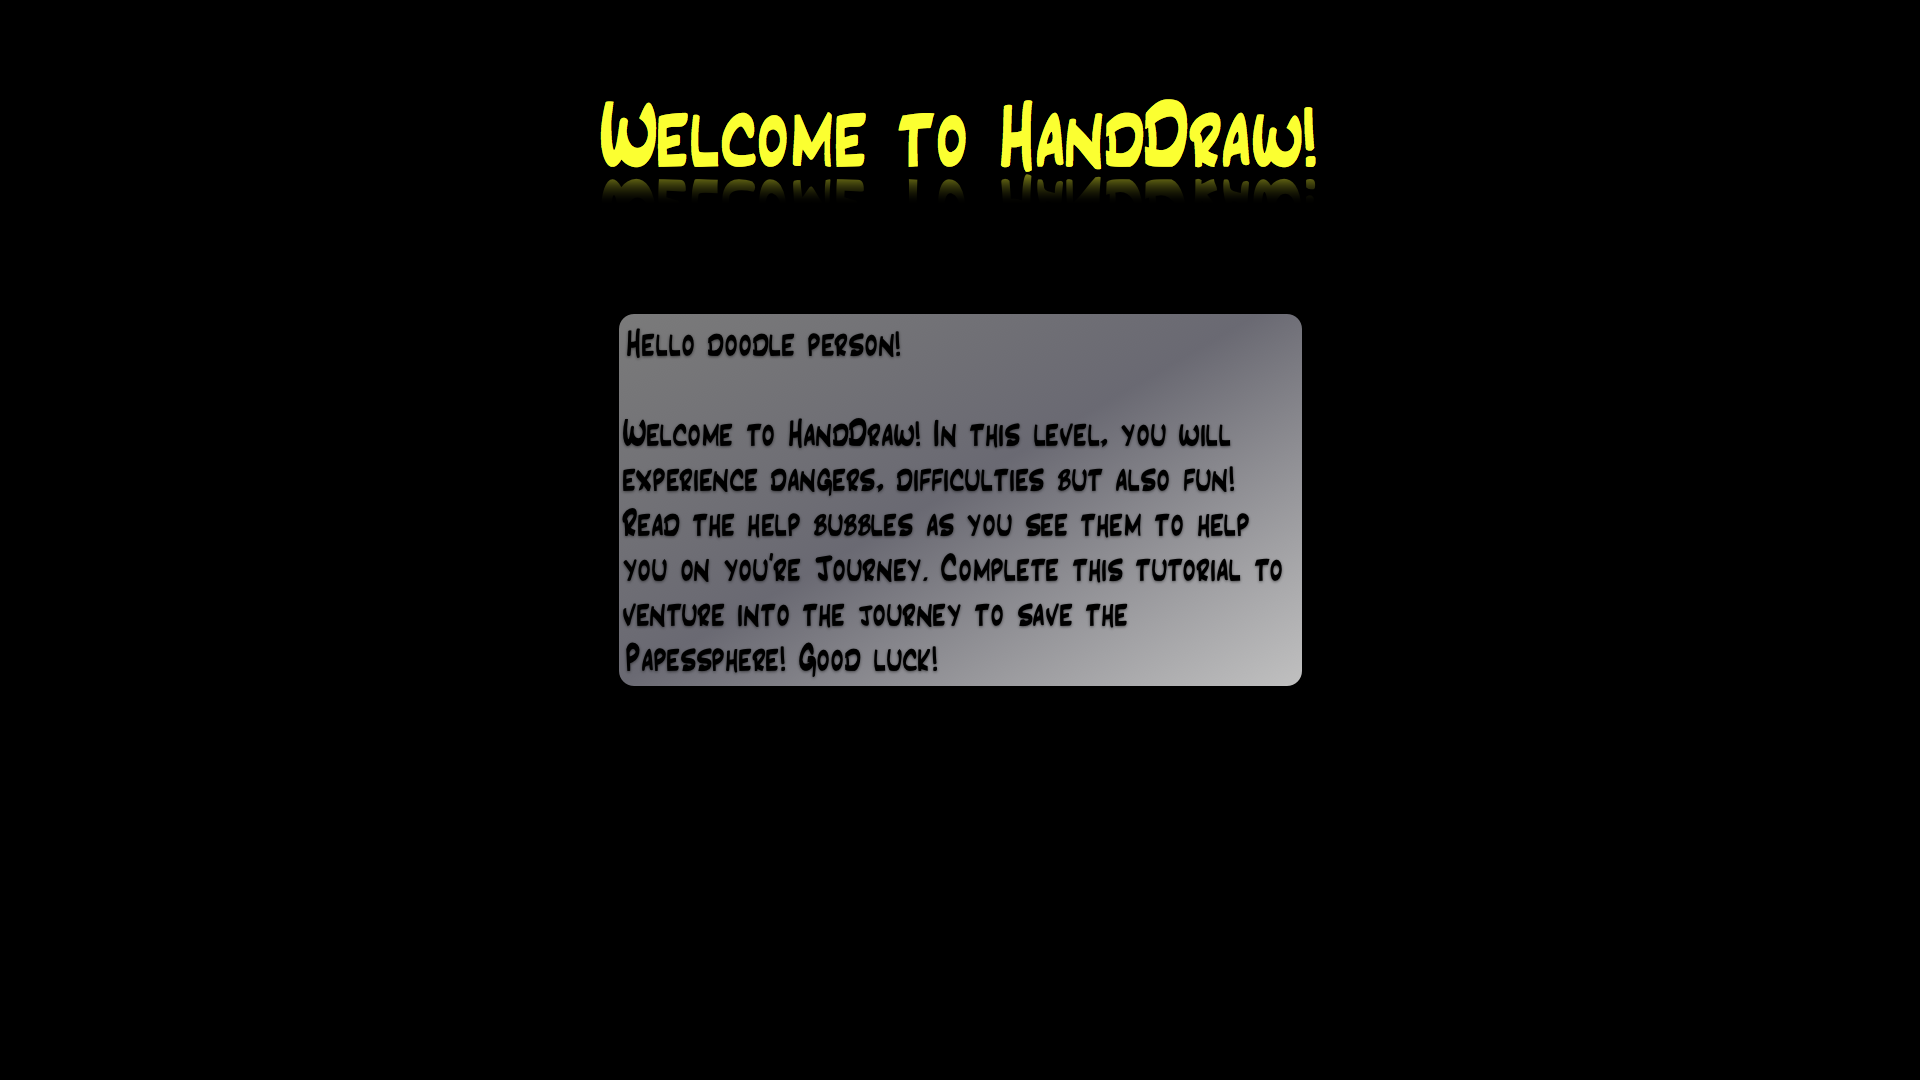 Welcome to HandDraw!
Hello doodle person!
Welcome to HandDraw! In this level, you will
experience dangers, difficulties but also fun!
Read the help bubbles as you see them to help
you on you're Journey. Complete this tutorial to
venture into the journey to save the
Papessphere! Good luck!